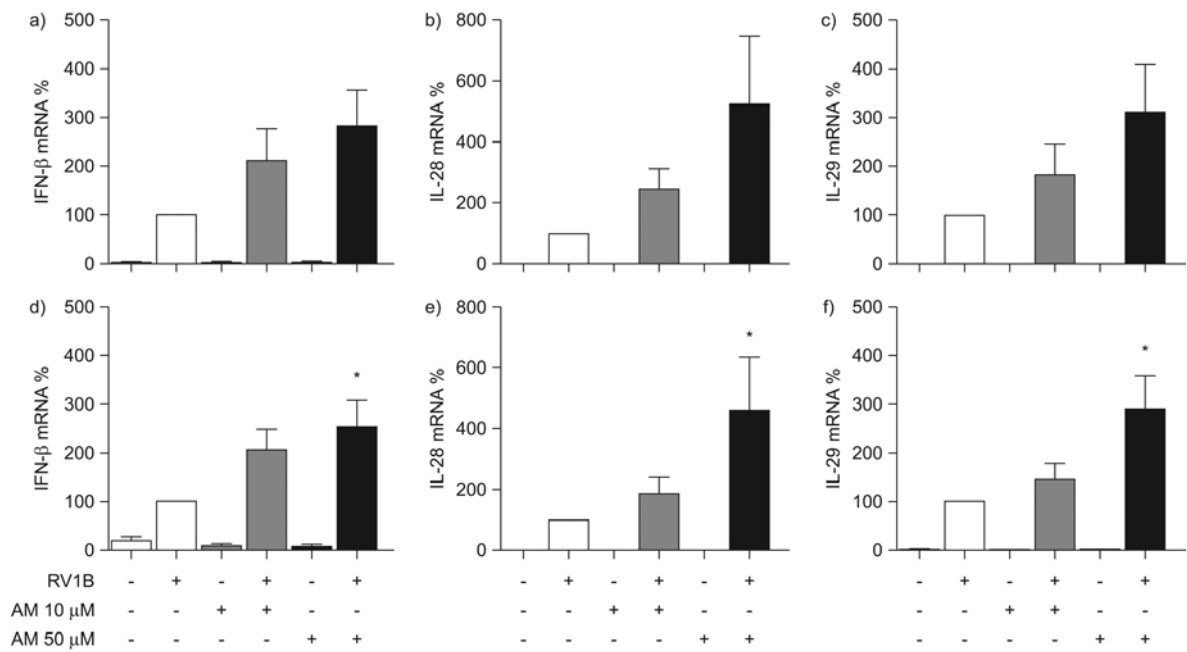 a)
500
400
300
200
100
0
IFN-β mRNA %
b)
800
600
400
200
0
IL-28 mRNA %
c)
500
400
300
200
100
0
IL-29 mRNA %
d)
500
400
300
200
100
0
IFN-β mRNA %
*
e)
800
600
400
200
0
IL-28 mRNA %
*
f)
500
400
300
200
100
0
IL-29 mRNA %
*
RV1B - + - + - + - + - + - + - + - + - +
AM 10 μM - - + + - - - - + + - - - - + + - -
AM 50 μM - - - - + + - - - - + + - - - - + +